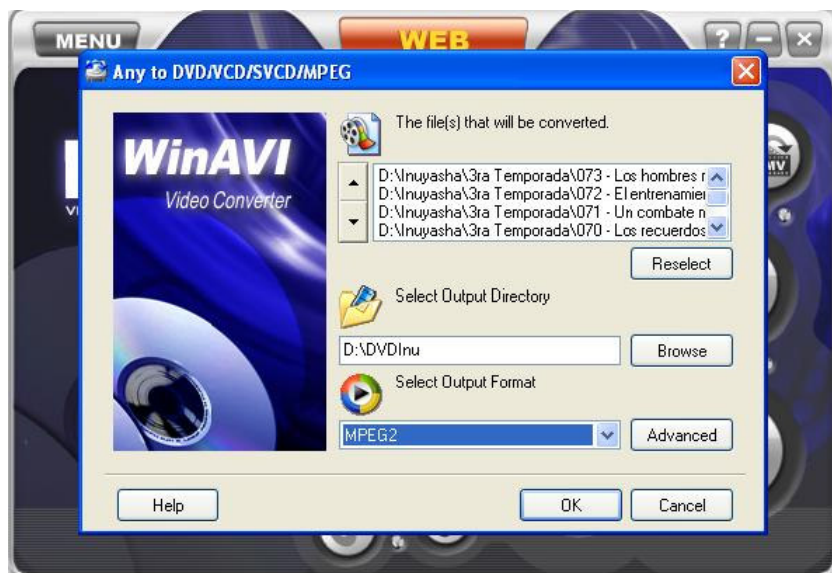 MENU
WEB
?
Any to DVD/VCD/SVCD/MPEG
WinAVI
Video Converter
The file(s) that will be converted.
D:\Inuyasha\3ra Temporada\073 - Los hombres
D:\Inuyasha\3ra Temporada\072 - El
D:\Inuyasha\3ra Temporada\071 - Un combate
D:\Inuyasha\3ra Temporada\070 - Los recuerdos
Reselect
Select Output Directory
D:\DVDInu
Browse
Select Output Format
MPEG2
Advanced
Help
OK
Cancel